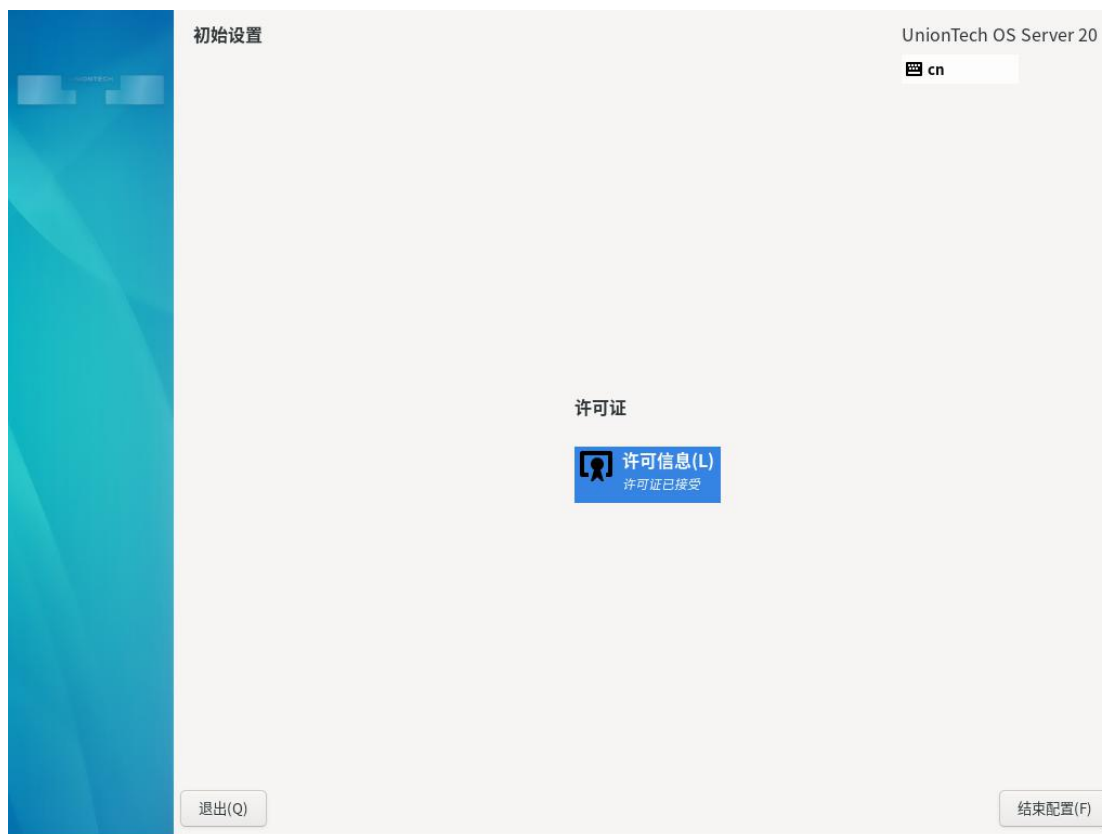 初始设置
UnionTech OS Server 20
cn
许可证
许可信息(L)
许可证已接受
退出(Q)
结束配置(F)